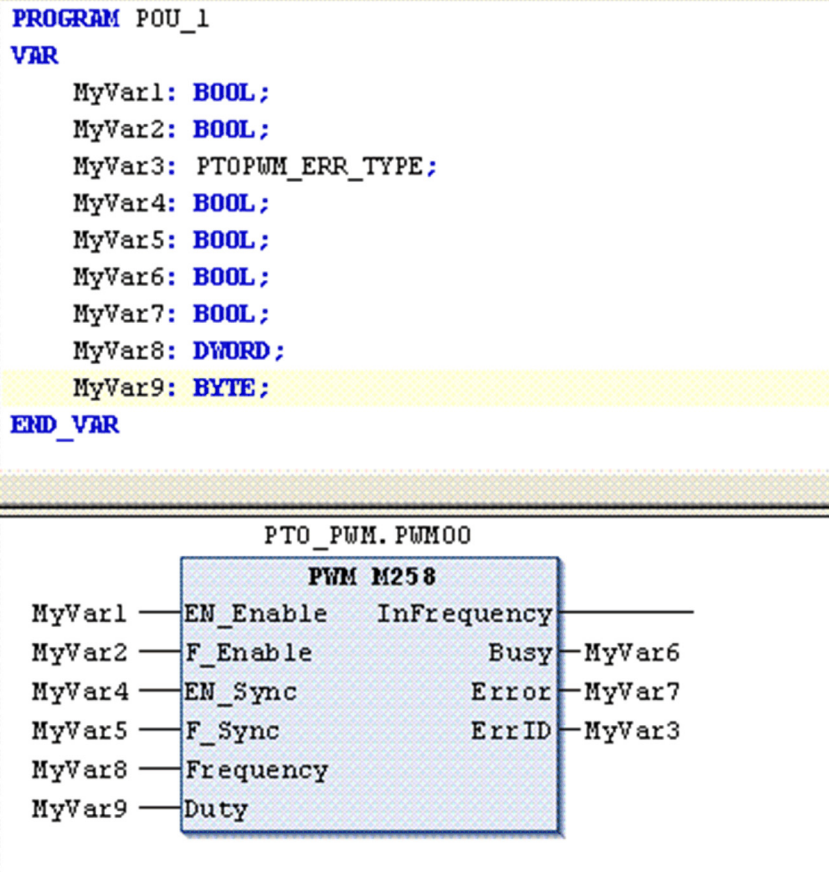 PROGRAM POU_1
VAR
MyVar1: BOOL;
MyVar2: BOOL;
MyVar3: PTOPWM_ERR_TYPE;
MyVar4: BOOL;
MyVar5: BOOL;
MyVar6: BOOL;
MyVar7: BOOL;
MyVar8: DWORD;
MyVar9: BYTE;
END_VAR
PTO_PWM.PWM00
PWM M258
MyVar1 EN_Enable InFrequency
MyVar2 F_Enable Busy MyVar6
MyVar4 EN_Sync Error MyVar7
MyVar5 F_Sync ErrID MyVar3
MyVar8 Frequency
MyVar9 Duty